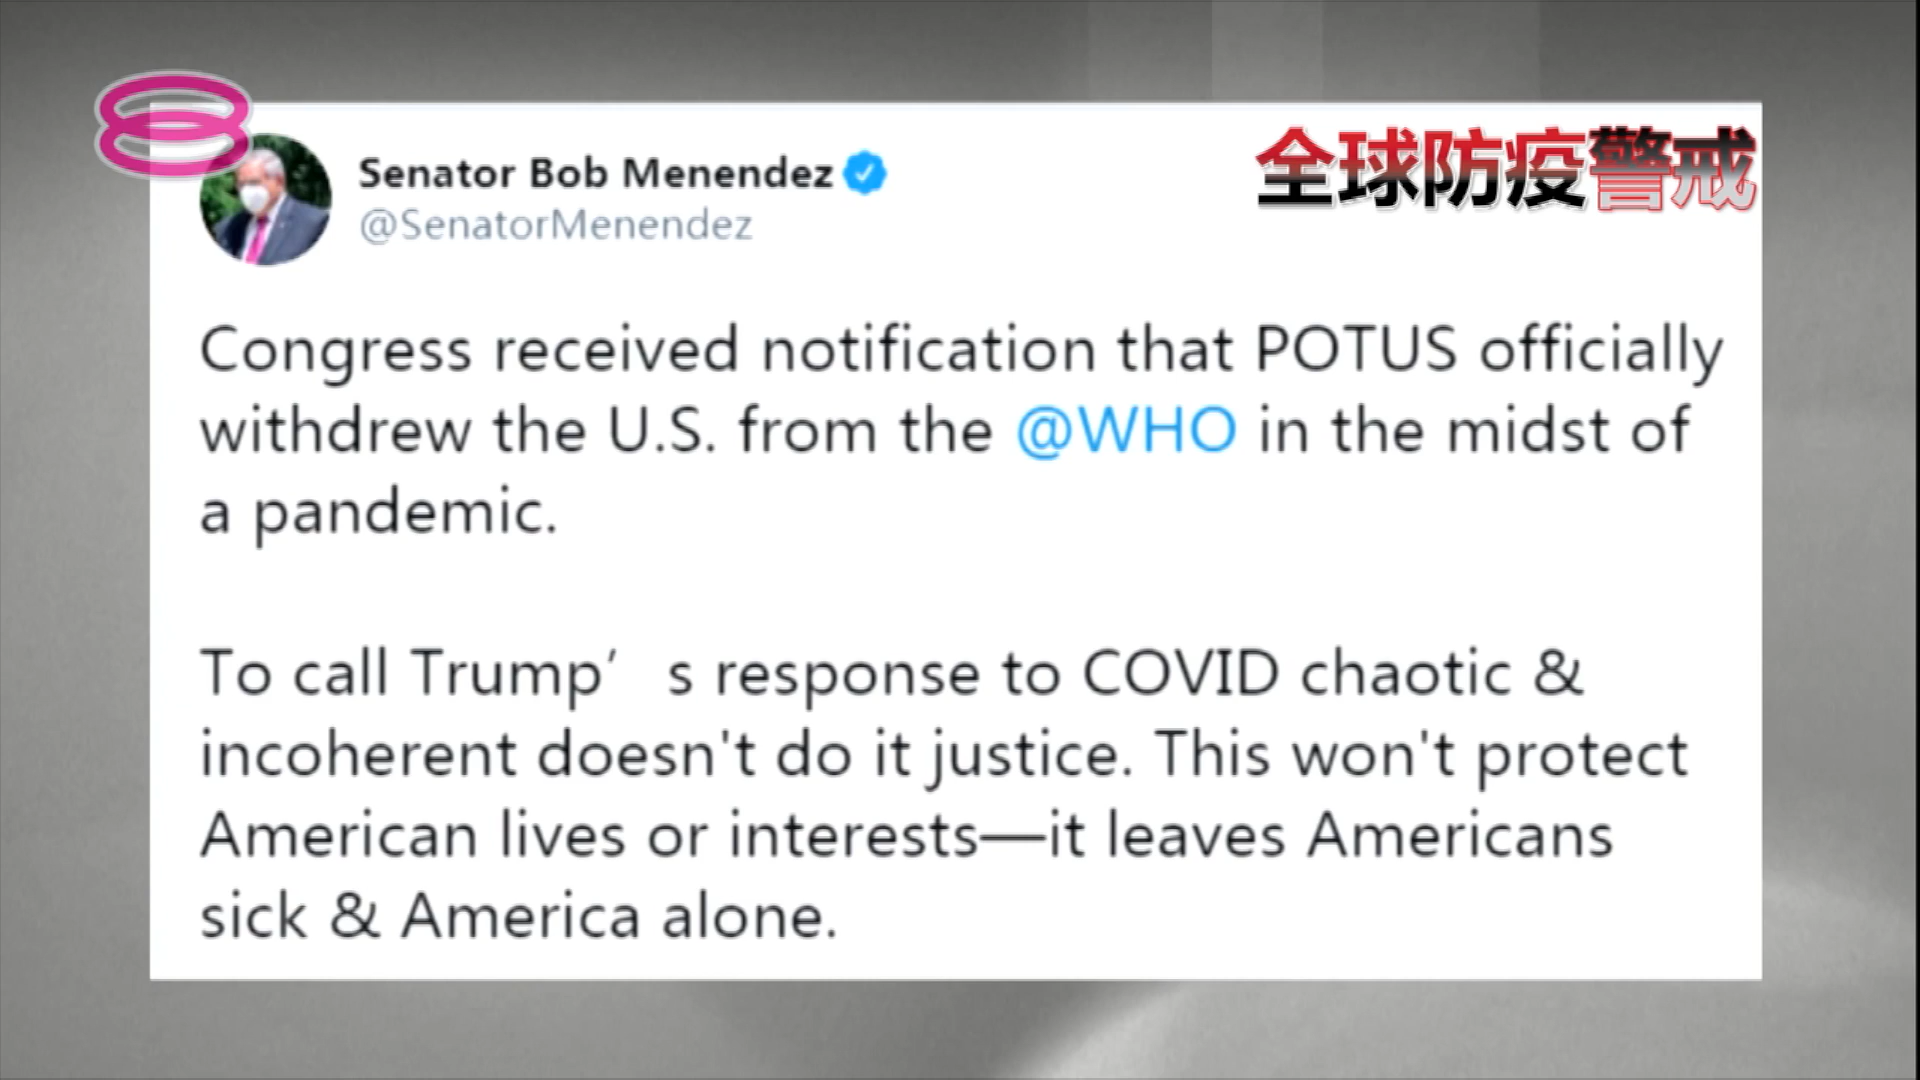 全球防疫警戒
Senator Bob Menendez
@SenatorMenendez
Congress received notification that POTUS officially
withdrew the U.S. from the @WHO in the midst of
a pandemic.
To call Trump′ s response to COVID chaotic &
incoherent doesn't do it justice. This won't protect
American lives or interests—it leaves Americans
sick & America alone.